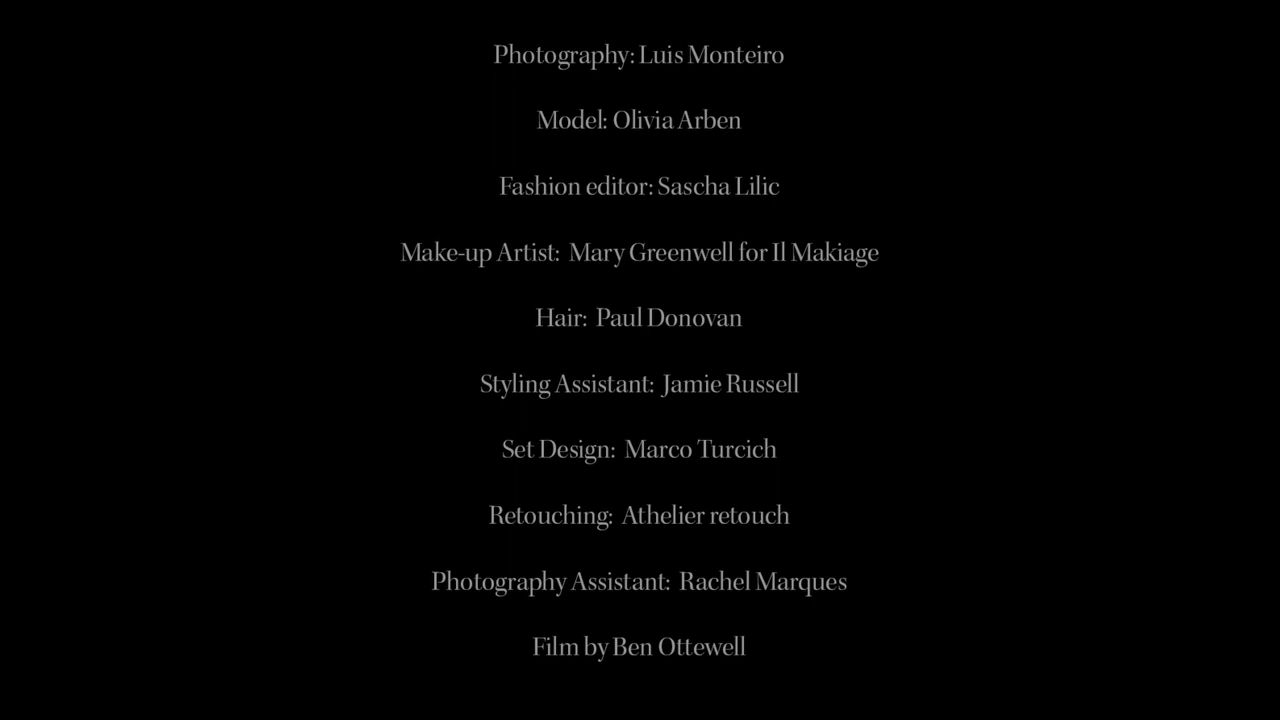 Photography: Luis Monteiro
Model: Olivia Arben
Fashion editor: Sascha Lilic
Make-up Artist:  Mary Greenwell for Il Makiage
Hair:  Paul Donovan
Styling Assistant:  Jamie Russell
Set Design:  Marco Turcich
Retouching:  Athelier retouch
Photography Assistant:  Rachel Marques
Film by Ben Ottewell